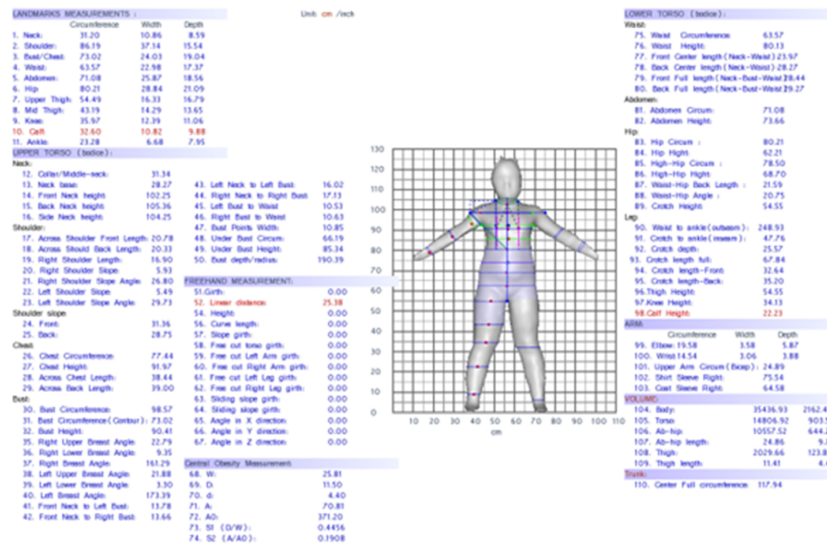 LANDMARKS MEASUREMENTS :
Circumference Width Depth
1. Neck: 31.20 10.86 8.59
2. Shoulder: 86.19 37.14 15.54
3. Bust/Chest: 73.02 24.03 19.04
4. Waist: 63.57 22.98 17.37
5. Abdomen: 71.08 25.87 18.56
6. Hip: 80.21 28.84 21.09
7. Upper Thigh: 54.49 16.33 16.79
8. Mid Thigh: 43.19 14.29 13.65
9. Knee: 35.97 12.39 11.06
10. Calf: 32.60 10.82 9.88
11. Ankle: 23.28 6.68 7.95
UPPER TORSO (bodice) :
Neck:
12. Collar/Middle-neck: 31.34
13. Neck base: 28.27
14. Front Neck height: 102.25
15. Back Neck height: 105.36
16. Side Neck height: 104.25
Shoulder:
17. Across Shoulder Front Length: 20.78
18. Across Should Back Length: 20.33
19. Right Shoulder Length: 16.90
20. Right Shoulder Slope: 5.93
21. Right Shoulder Slope Angle: 26.80
22. Left Shoulder Slope: 5.49
23. Left Shoulder Slope Angle: 29.73
Shoulder slope:
24. Front: 31.36
25. Back: 28.75
Chest:
26. Chest Circumference: 77.44
27. Chest Height: 91.97
28. Across Chest Length: 38.44
29. Across Back Length: 39.00
Bust:
30. Bust Circumference: 98.57
31. Bust Circumference(Contour): 73.02
32. Bust Height: 90.41
35. Right Upper Breast Angle: 22.79
36. Right Lower Breast Angle: 9.35
37. Right Breast Angle: 161.29
38. Left Upper Breast Angle: 21.88
39. Left Lower Breast Angle: 3.30
40. Left Breast Angle: 173.39
41. Front Neck to Left Bust: 13.78
42. Front Neck to Right Bust: 13.66
43. Left Neck to Left Bust: 16.02
44. Right Neck to Right Bust: 17.13
45. Left Bust to Waist: 10.53
46. Right Bust to Waist: 10.63
47. Bust Points Width: 10.85
48. Under Bust Circum: 66.19
49. Under Bust Height: 85.34
50. Bust depth/radius: 190.39
FREEHAND MEASUREMENT:
51. Girth: 0.00
52. Linear distance: 25.38
54. Height: 0.00
56. Curve length: 0.00
57. Slope girth: 0.00
58. Free cut torso girth: 0.00
59. Free cut Left Arm girth: 0.00
60. Free cut Right Arm girth: 0.00
61. Free cut Left Leg girth: 0.00
62. Free cut Right Leg girth: 0.00
63. Sliding slope girth: 0.00
64. Sliding slope girth: 0.00
65. Angle in X direction: 0.00
66. Angle in Y direction: 0.00
67. Angle in Z direction: 0.00
Central Obesity Measurement
68. W: 25.81
69. D: 11.50
70. d: 4.40
71. A: 70.81
72. A0: 371.20
73. S1 (D/W): 0.4456
74. S2 (A/A0): 0.1908
Unit: cm /inch
130
120
110
100
90
80
70
60
50
40
30
20
10
0
10 20 30 40 50 60 70 80 90 100 110
cm
LOWER TORSO (bodice) :
Waist:
75. Waist Circumference: 63.57
76. Waist Height: 80.13
77. Front Center length(Neck-Waist):23.97
78. Back Center length(Neck-Waist):28.27
79. Front Full length(Neck-Bust-Waist):28.44
80. Back Full length(Neck-Bust-Waist):29.27
Abdomen:
81. Abdomen Circum: 71.08
82. Abdomen Height: 73.66
Hip:
83. Hip Circum : 80.21
84. Hip Hight: 62.21
85. High-Hip Circum : 78.50
86. High-Hip Hight: 68.70
87. Waist-Hip Back Length : 21.59
88. Waist-Hip Angle : 20.75
89. Crotch Height: 54.55
Leg:
90. Waist to ankle(outseam): 248.93
91. Crotch to ankle(inseam): 47.76
92. Crotch depth: 25.57
93. Crotch length full: 67.84
94. Crotch length-Front: 32.64
95. Crotch length-Back: 35.20
96. Thigh Height: 54.55
97. Knee Height: 34.13
98. Calf Height: 22.23
ARM:
Circumference Width Depth
99. Elbow: 19.58 3.58 5.87
100. Wrist 14.54 3.06 3.88
101. Upper Arm Circum(Bicep): 24.89
102. Shirt Sleeve Right: 75.54
103. Coat Sleeve Right: 64.58
VOLUME:
104. Body: 35436.93 2162.4
105. Torso: 14806.92 903.5
106. Ab-hip: 10557.52 644.
107. Ab-hip length: 24.86
108. Thigh: 2029.66 123.8
109. Thigh length: 11.41
Trunk:
110. Center Full circumference: 117.94